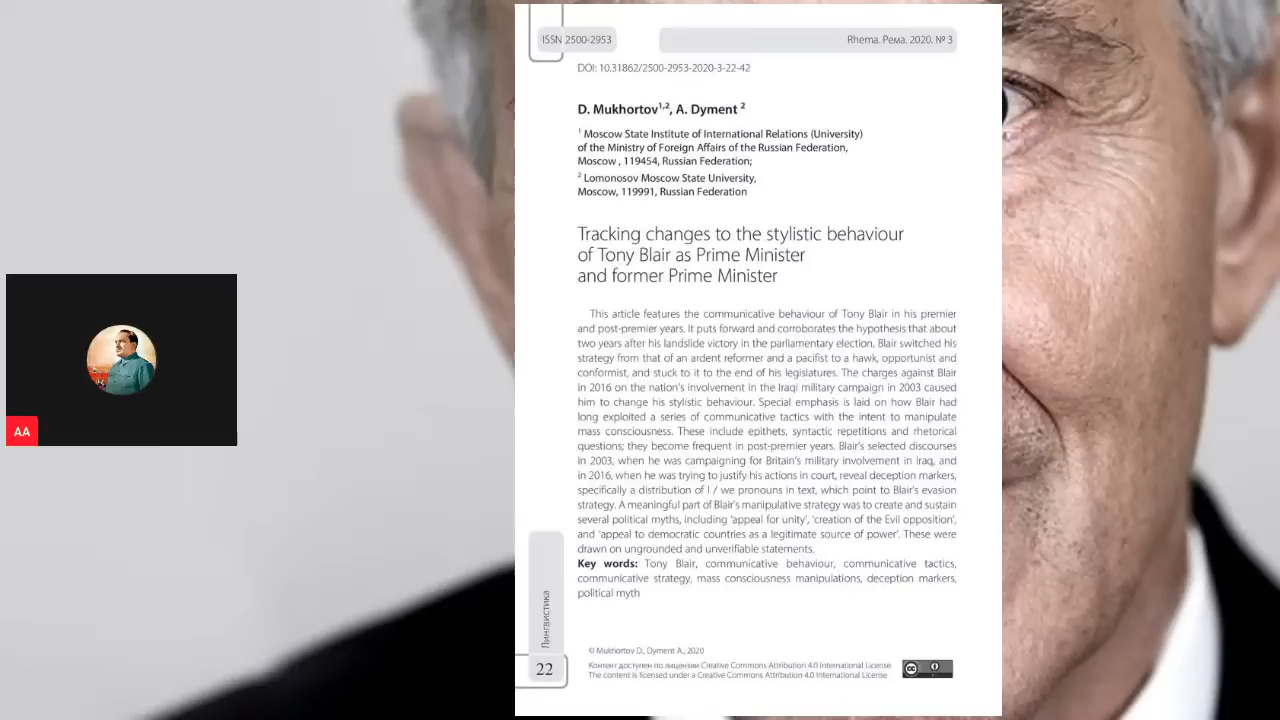 ISSN 2500-2953
Rhema. Рема. 2020. № 3
DOI: 10.31862/2500-2953-2020-3-22-42
D. Mukhortov1,2, A. Dyment 2
1 Moscow State Institute of International Relations (University)
of the Ministry of Foreign Affairs of the Russian Federation,
Moscow , 119454, Russian Federation;
2 Lomonosov Moscow State University,
Moscow, 119991, Russian Federation
Tracking changes to the stylistic behaviour
of Tony Blair as Prime Minister
and former Prime Minister
This article features the communicative behaviour of Tony Blair in his premier
and post-premier years. It puts forward and corroborates the hypothesis that about
two years after his landslide victory in the parliamentary election, Blair switched his
strategy from that of an ardent reformer and a pacifist to a hawk, opportunist and
conformist, and stuck to it to the end of his legislatures. The charges against Blair
in 2016 on the nation's involvement in the Iraqi military campaign in 2003 caused
him to change his stylistic behaviour. Special emphasis is laid on how Blair had
long exploited a series of communicative tactics with the intent to manipulate
mass consciousness. These include epithets, syntactic repetitions and rhetorical
questions; they become frequent in post-premier years. Blair's selected discourses
in 2003, when he was campaigning for Britain's military involvement in Iraq, and
in 2016, when he was trying to justify his actions in court, reveal deception markers,
specifically a distribution of I / we pronouns in text, which point to Blair's evasion
strategy. A meaningful part of Blair's manipulative strategy was to create and sustain
several political myths, including 'appeal for unity', 'creation of the Evil opposition',
and 'appeal to democratic countries as a legitimate source of power'. These were
drawn on ungrounded and unverifiable statements.
Key words: Tony Blair, communicative behaviour, communicative tactics,
communicative strategy, mass consciousness manipulations, deception markers,
political myth
Лингвистика
22
© Mukhortov D., Dyment A., 2020
Контент доступен по лицензии Creative Commons Attribution 4.0 International License
The content is licensed under a Creative Commons Attribution 4.0 International License
AA